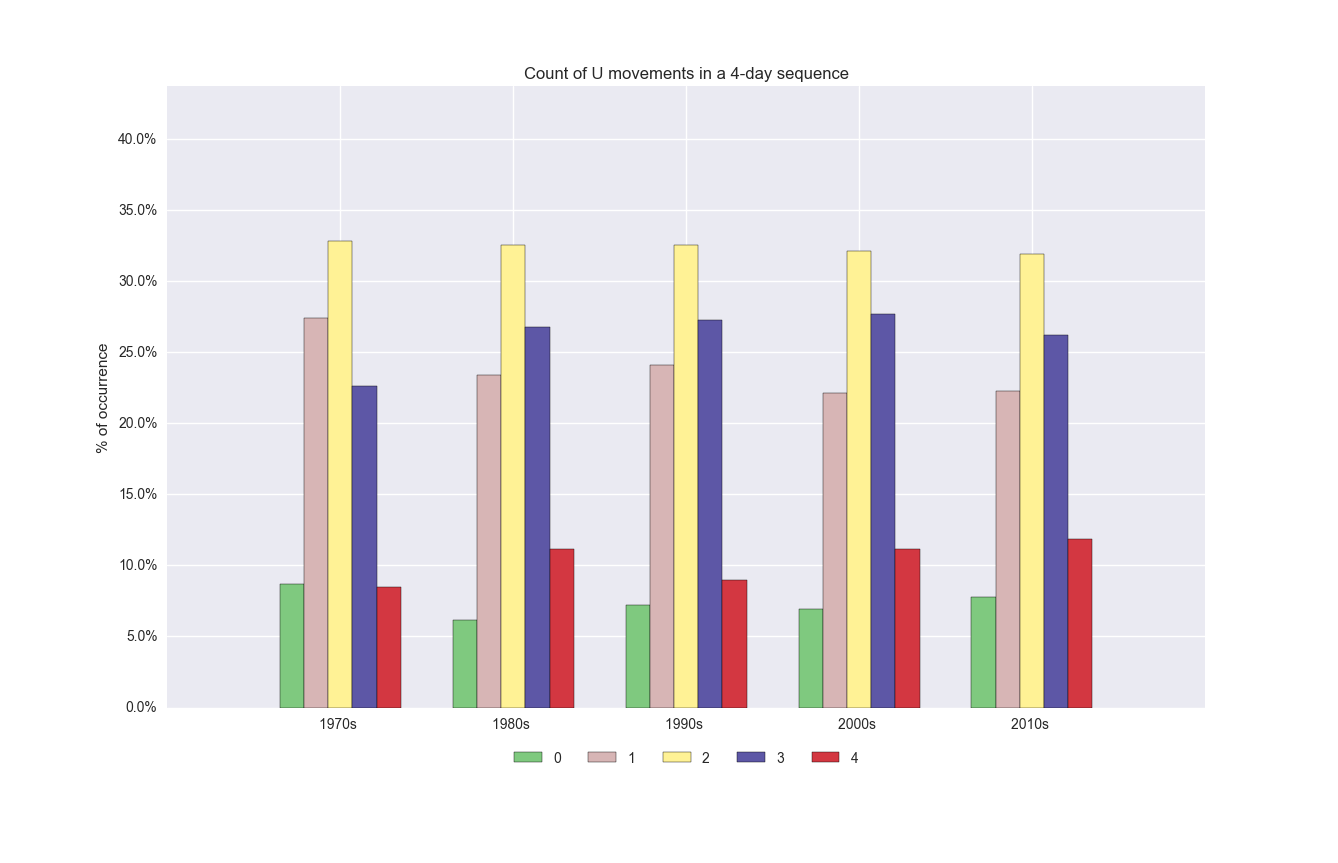 Count of U movements in a 4-day sequence
40.0%
35.0%
30.0%
25.0%
20.0%
15.0%
10.0%
5.0%
0.0%
% of occurrence
1970s 1980s 1990s 2000s 2010s
0 1 2 3 4